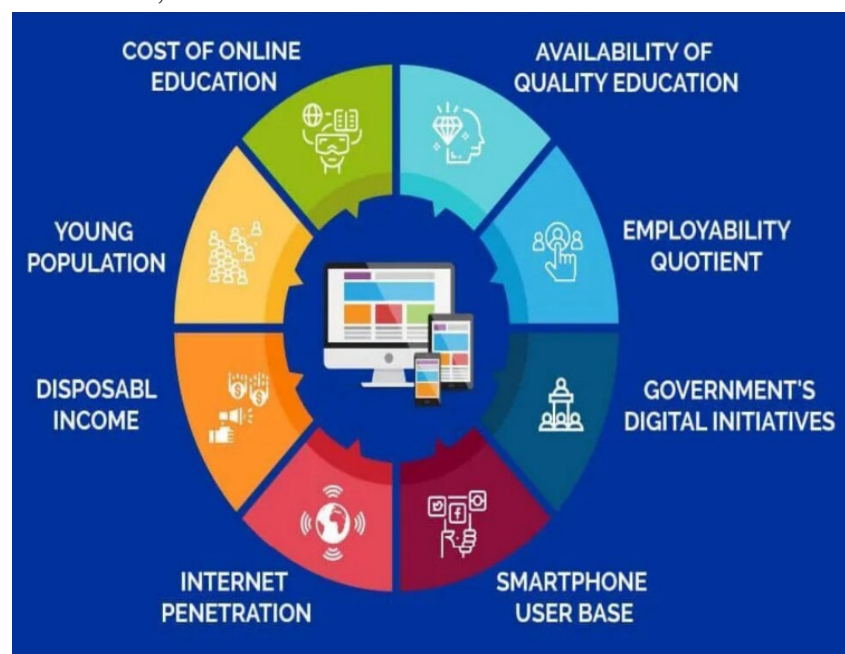 COST OF ONLINE
EDUCATION
AVAILABILITY OF
QUALITY EDUCATION
YOUNG
POPULATION
EMPLOYABILITY
QUOTIENT
DISPOSABL
INCOME
GOVERNMENT'S
DIGITAL INITIATIVES
INTERNET
PENETRATION
SMARTPHONE
USER BASE